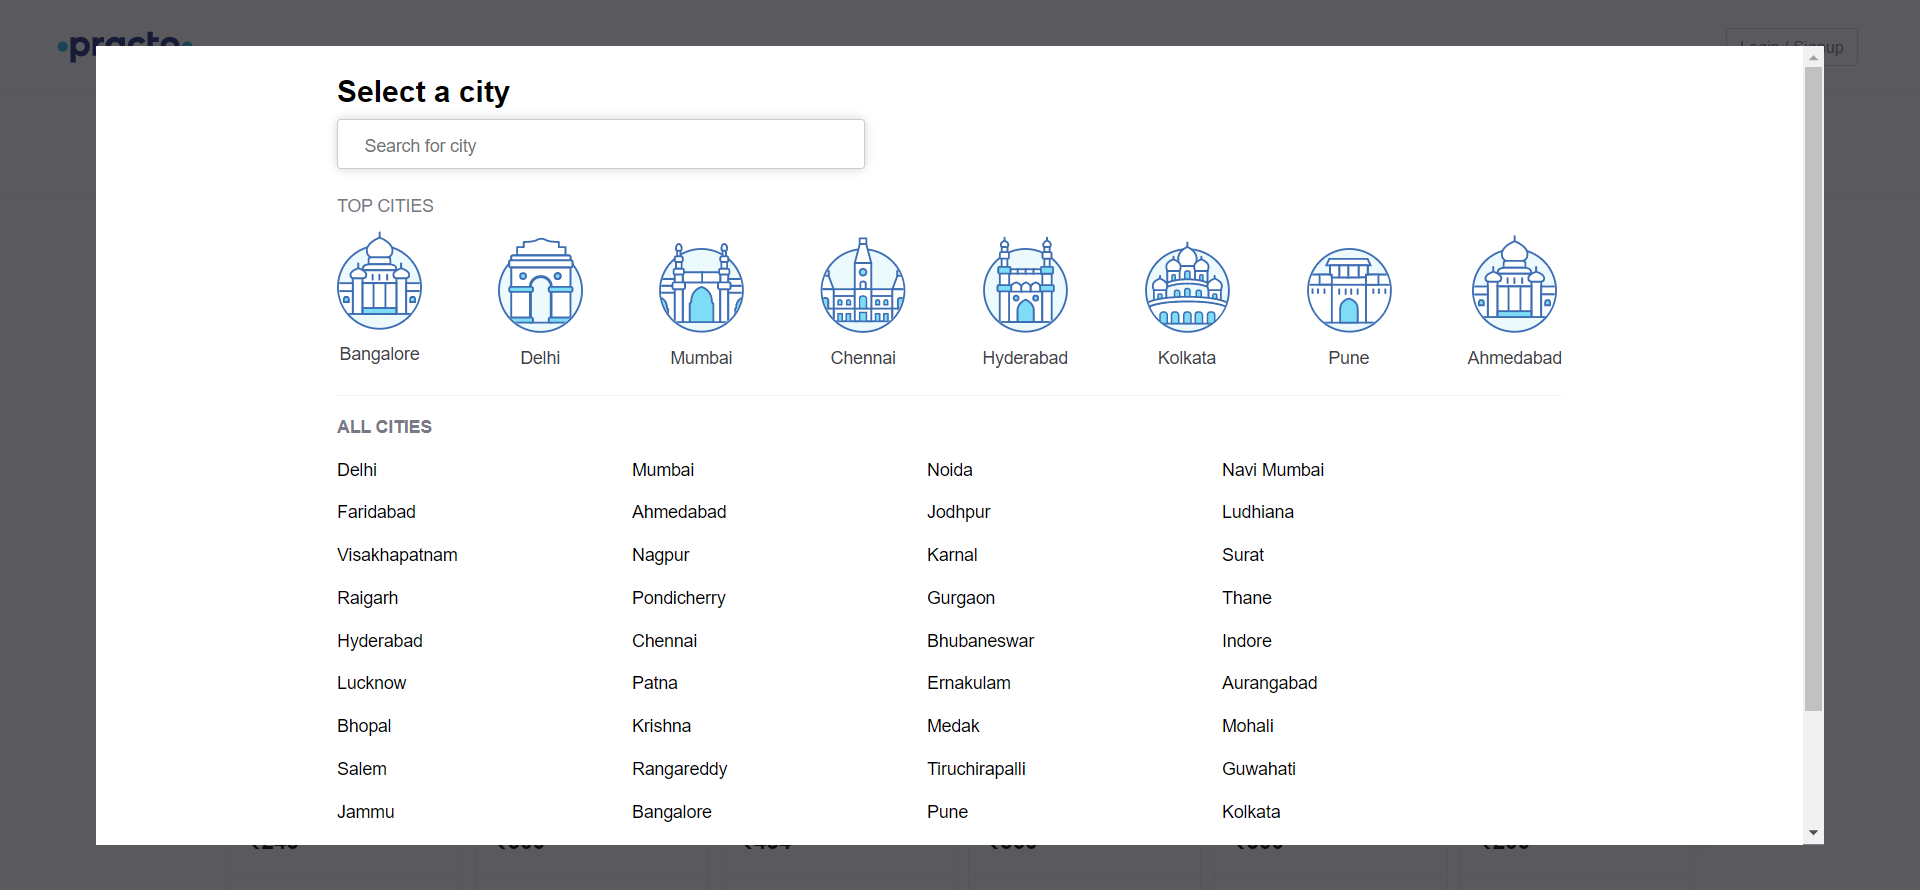 practo
Login / Signup
Select a city
Search for city
TOP CITIES
Bangalore
Delhi
Mumbai
Chennai
Hyderabad
Kolkata
Pune
Ahmedabad
ALL CITIES
Delhi Mumbai Noida Navi Mumbai
Faridabad Ahmedabad Jodhpur Ludhiana
Visakhapatnam Nagpur Karnal Surat
Raigarh Pondicherry Gurgaon Thane
Hyderabad Chennai Bhubaneswar Indore
Lucknow Patna Ernakulam Aurangabad
Bhopal Krishna Medak Mohali
Salem Rangareddy Tiruchirapalli Guwahati
Jammu Bangalore Pune Kolkata